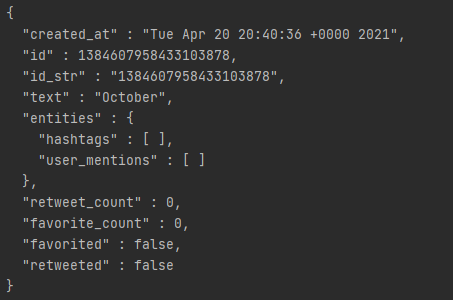 {
"created_at" : "Tue Apr 20 20:40:36 +0000 2021",
"id" : 1384607958433103878,
"id_str" : "1384607958433103878",
"text" : "October",
"entities" : {
"hashtags" : [ ],
"user_mentions" : [ ]
},
"retweet_count" : 0,
"favorite_count" : 0,
"favorited" : false,
"retweeted" : false
}